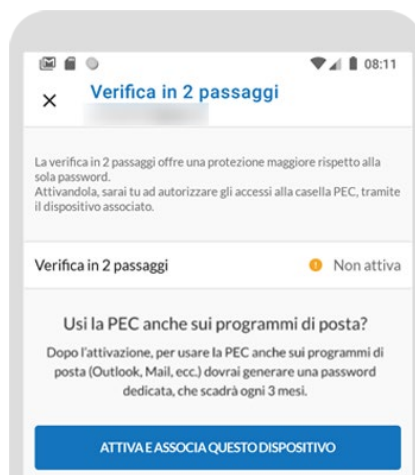 08:11
Verifica in 2 passaggi
La verifica in 2 passaggi offre una protezione maggiore rispetto alla
sola password.
Attivandola, sarai tu ad autorizzare gli accessi alla casella PEC, tramite
il dispositivo associato.
Verifica in 2 passaggi Non attiva
Usi la PEC anche sui programmi di posta?
Dopo l'attivazione, per usare la PEC anche sui programmi di
posta (Outlook, Mail, ecc.) dovrai generare una password
dedicata, che scadrà ogni 3 mesi.
ATTIVA E ASSOCIA QUESTO DISPOSITIVO